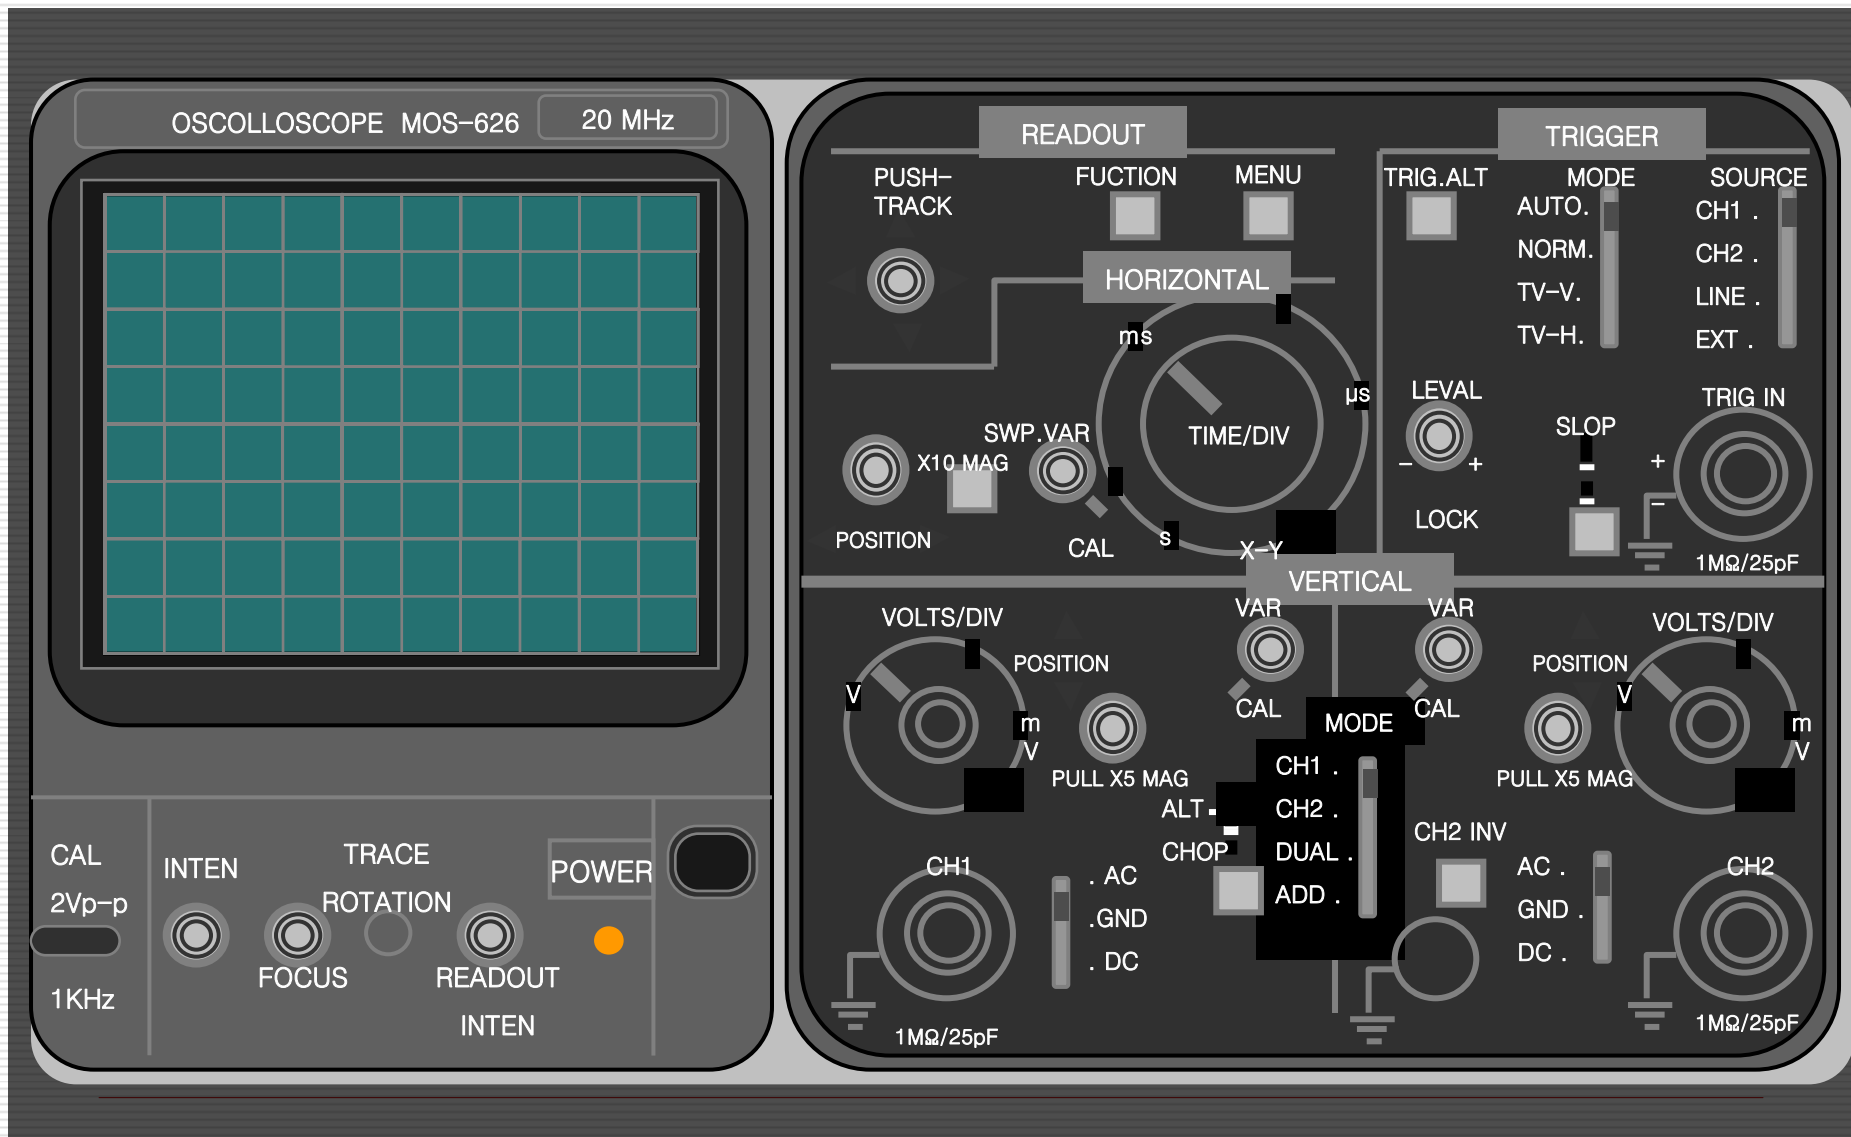 OSCOLLOSCOPE MOS-626
20 MHz
READOUT
PUSH-
TRACK
FUCTION
MENU
HORIZONTAL
ms
µs
TIME/DIV
SWP.VAR
X10 MAG
POSITION
CAL
s
X-Y
TRIGGER
TRIG.ALT
MODE
SOURCE
AUTO.
NORM.
TV-V.
TV-H.
CH1 .
CH2 .
LINE .
EXT .
LEVAL
- +
LOCK
SLOP
TRIG IN
+
-
1MΩ/25pF
VERTICAL
VOLTS/DIV
V
m
V
POSITION
PULL X5 MAG
VAR
CAL
VAR
CAL
MODE
CH1 .
CH2 .
DUAL .
ADD .
ALT
CHOP
POSITION
PULL X5 MAG
VOLTS/DIV
V
m
V
CH1
. AC
.GND
. DC
1MΩ/25pF
CH2 INV
AC .
GND .
DC .
CH2
1MΩ/25pF
CAL
2Vp-p
1KHz
INTEN
FOCUS
TRACE
ROTATION
READOUT
INTEN
POWER